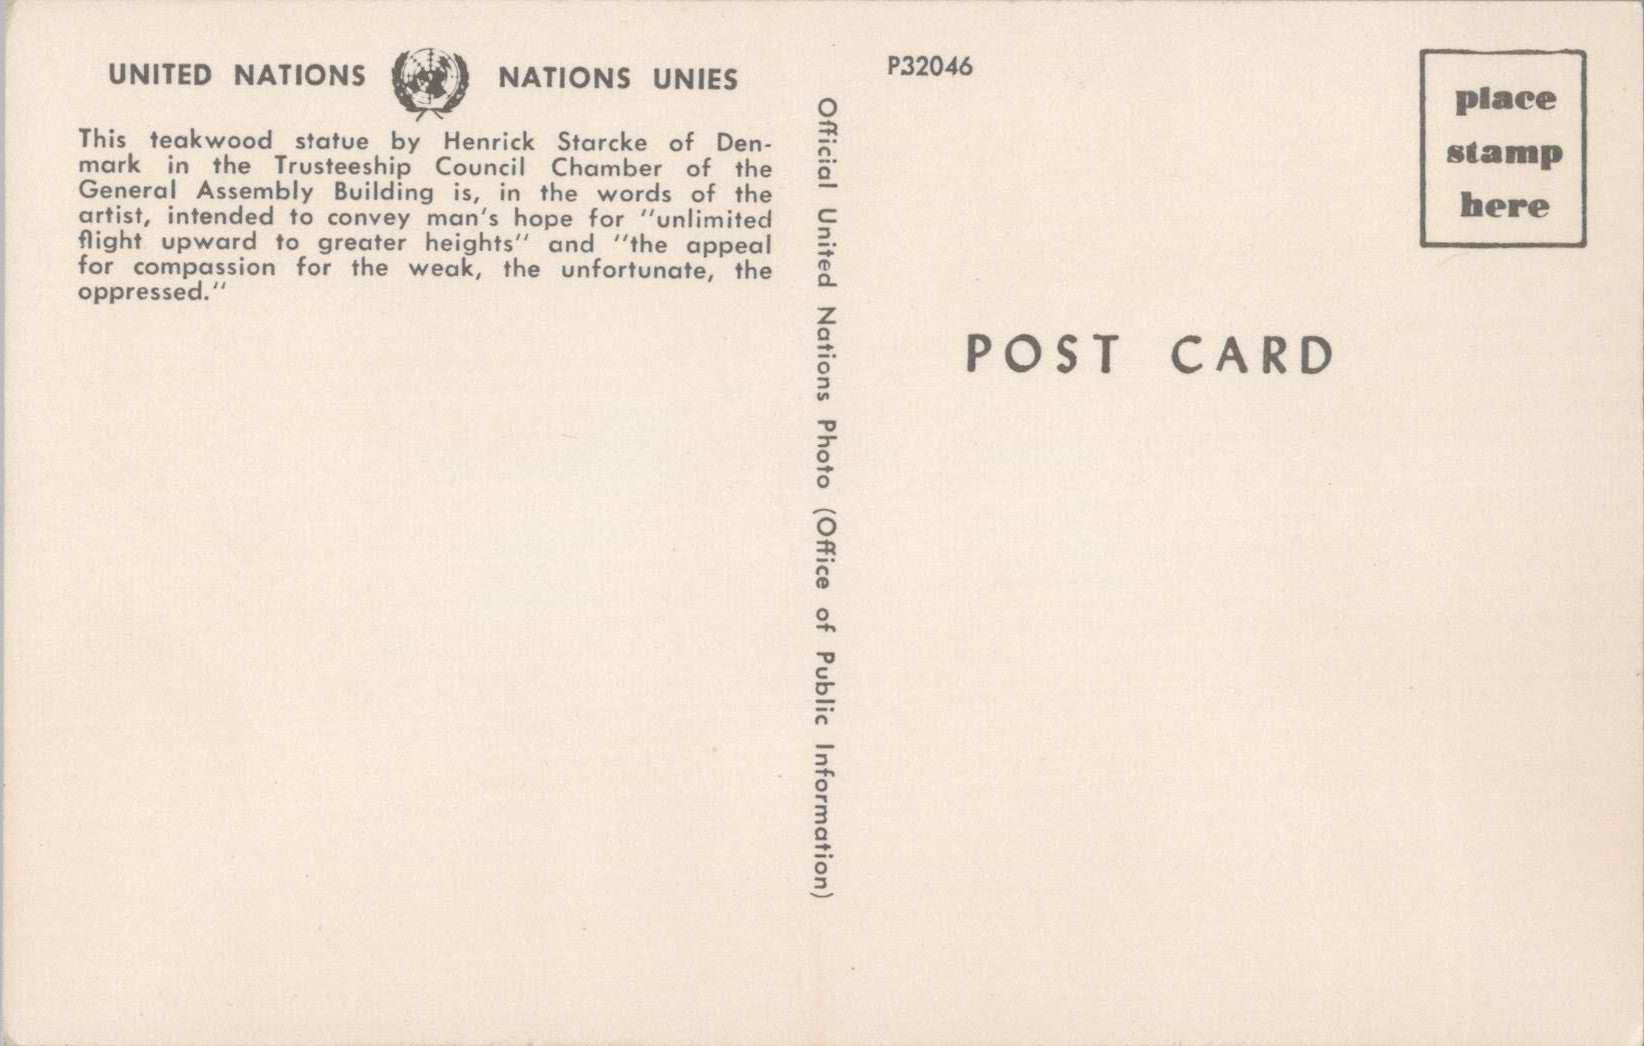 UNITED NATIONS NATIONS UNIES
This teakwood statue by Henrick Starcke of Den-
mark in the Trusteeship Council Chamber of the
General Assembly Building is, in the words of the
artist, intended to convey man's hope for "unlimited
flight upward to greater heights" and "the appeal
for compassion for the weak, the unfortunate, the
oppressed."
Official United Nations Photo (Office of Public Information)
P32046
place
stamp
here
POST CARD